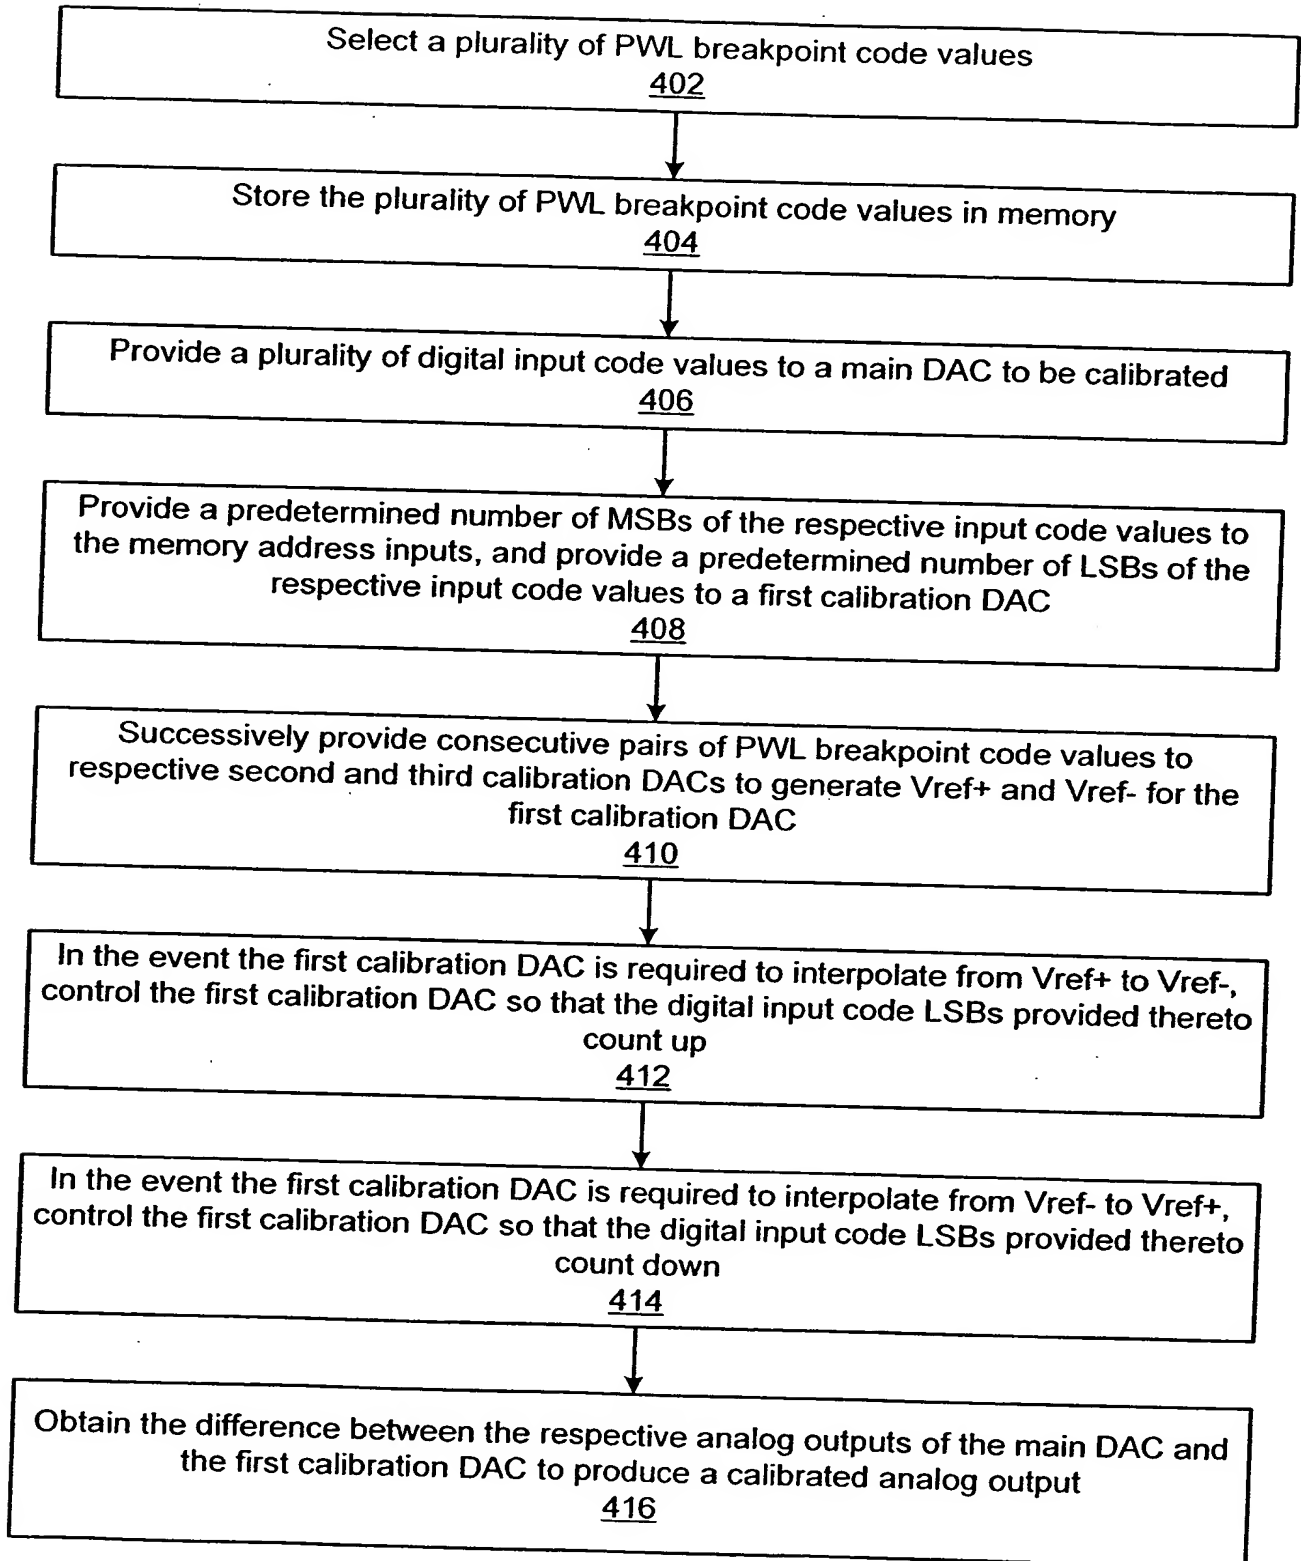 Select a plurality of PWL breakpoint code values
402
Store the plurality of PWL breakpoint code values in memory
404
Provide a plurality of digital input code values to a main DAC to be calibrated
406
Provide a predetermined number of MSBs of the respective input code values to
the memory address inputs, and provide a predetermined number of LSBs of the
respective input code values to a first calibration DAC
408
Successively provide consecutive pairs of PWL breakpoint code values to
respective second and third calibration DACs to generate Vref+ and Vref- for the
first calibration DAC
410
In the event the first calibration DAC is required to interpolate from Vref+ to Vref-,
control the first calibration DAC so that the digital input code LSBs provided thereto
count up
412
In the event the first calibration DAC is required to interpolate from Vref- to Vref+,
control the first calibration DAC so that the digital input code LSBs provided thereto
count down
414
Obtain the difference between the respective analog outputs of the main DAC and
the first calibration DAC to produce a calibrated analog output
416